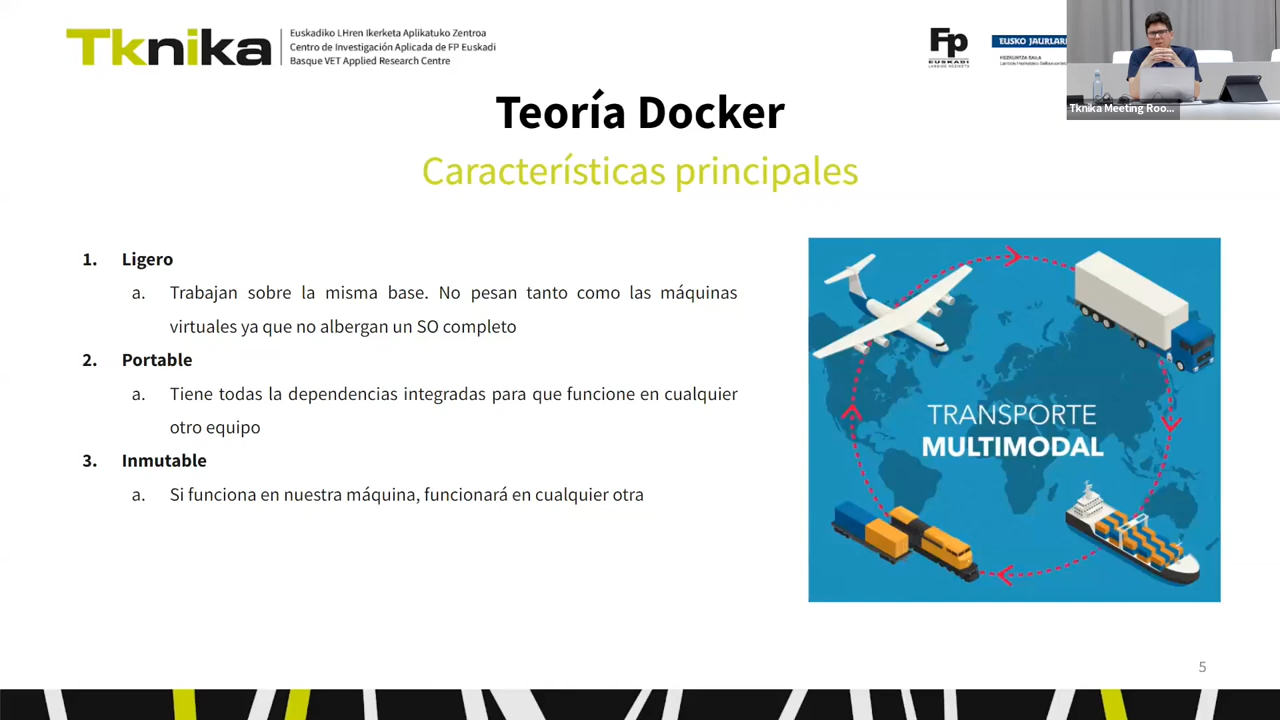 Tknika
Euskadiko LHren Ikerketa Aplikatuko Zentroa
Centro de Investigación Aplicada de FP Euskadi
Basque VET Applied Research Centre
Fp
EUSKADI
EUSKO JAURLARI
HEZKUNTZA SAILA
Tknika Meeting Roo...
Teoría Docker
Características principales
1. Ligero
a. Trabajan sobre la misma base. No pesan tanto como las máquinas
virtuales ya que no albergan un SO completo
2. Portable
a. Tiene todas la dependencias integradas para que funcione en cualquier
otro equipo
3. Inmutable
a. Si funciona en nuestra máquina, funcionará en cualquier otra
TRANSPORTE
MULTIMODAL
5